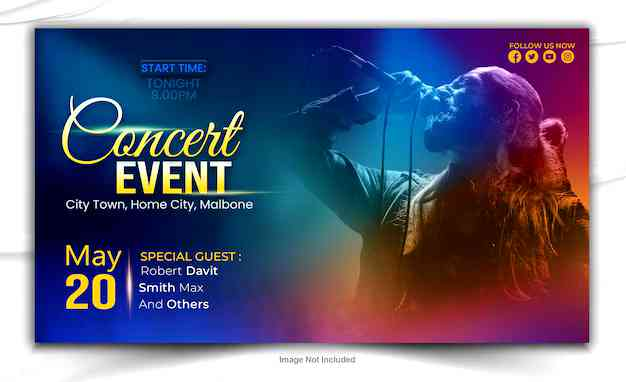 FOLLOW US NOW
START TIME:
TONIGHT
8.00PM
Concert
EVENT
City Town, Home City, Malbone
May
20
SPECIAL GUEST :
Robert Davit
Smith Max
And Others
Image Not Included